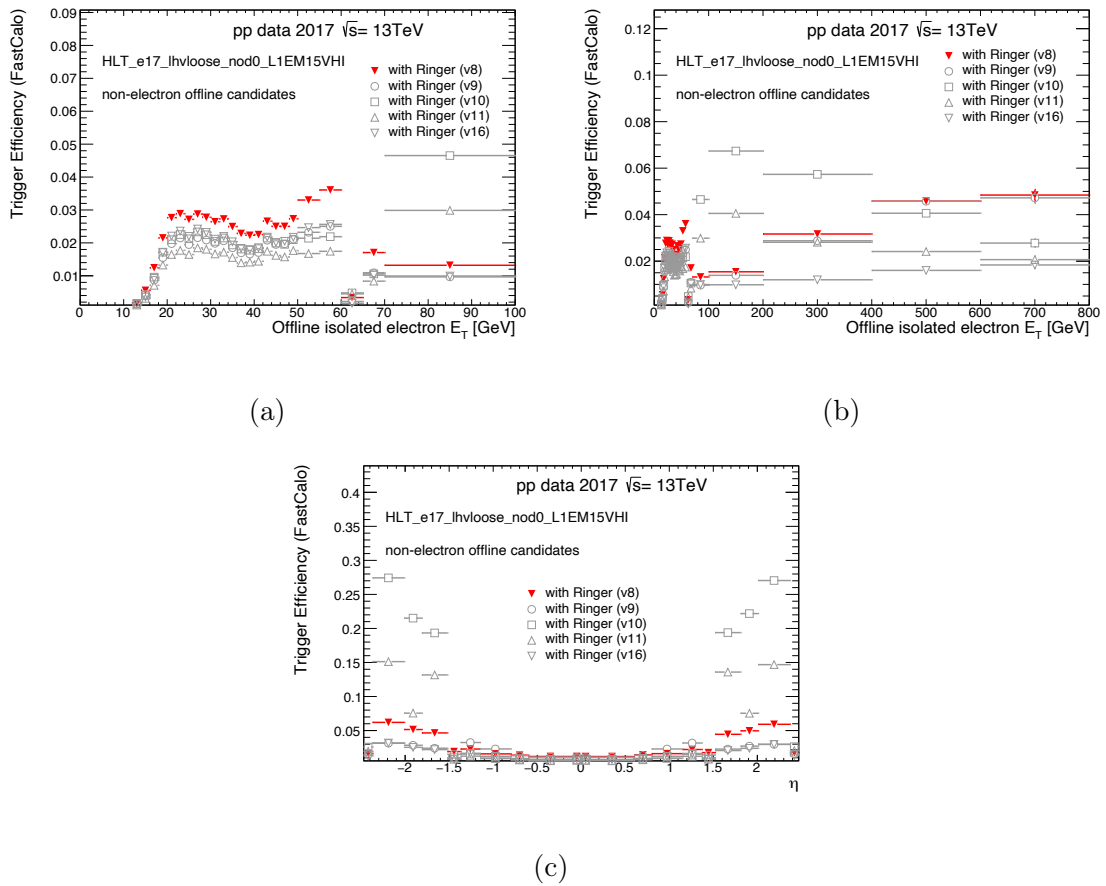 pp data 2017 √s= 13TeV
HLT_e17_lhvloose_nod0_L1EM15VHI
non-electron offline candidates
with Ringer (v8)
with Ringer (v9)
with Ringer (v10)
with Ringer (v11)
with Ringer (v16)
Trigger Efficiency (FastCalo)
0.09
0.08
0.07
0.06
0.05
0.04
0.03
0.02
0.01
0 10 20 30 40 50 60 70 80 90 100
Offline isolated electron E_T [GeV]
(a)
pp data 2017 √s= 13TeV
HLT_e17_lhvloose_nod0_L1EM15VHI
non-electron offline candidates
with Ringer (v8)
with Ringer (v9)
with Ringer (v10)
with Ringer (v11)
with Ringer (v16)
Trigger Efficiency (FastCalo)
0.12
0.1
0.08
0.06
0.04
0.02
0 100 200 300 400 500 600 700 800
Offline isolated electron E_T [GeV]
(b)
pp data 2017 √s= 13TeV
HLT_e17_lhvloose_nod0_L1EM15VHI
non-electron offline candidates
with Ringer (v8)
with Ringer (v9)
with Ringer (v10)
with Ringer (v11)
with Ringer (v16)
Trigger Efficiency (FastCalo)
0.4
0.35
0.3
0.25
0.2
0.15
0.1
0.05
−2 −1.5 −1 −0.5 0 0.5 1 1.5 2
η
(c)